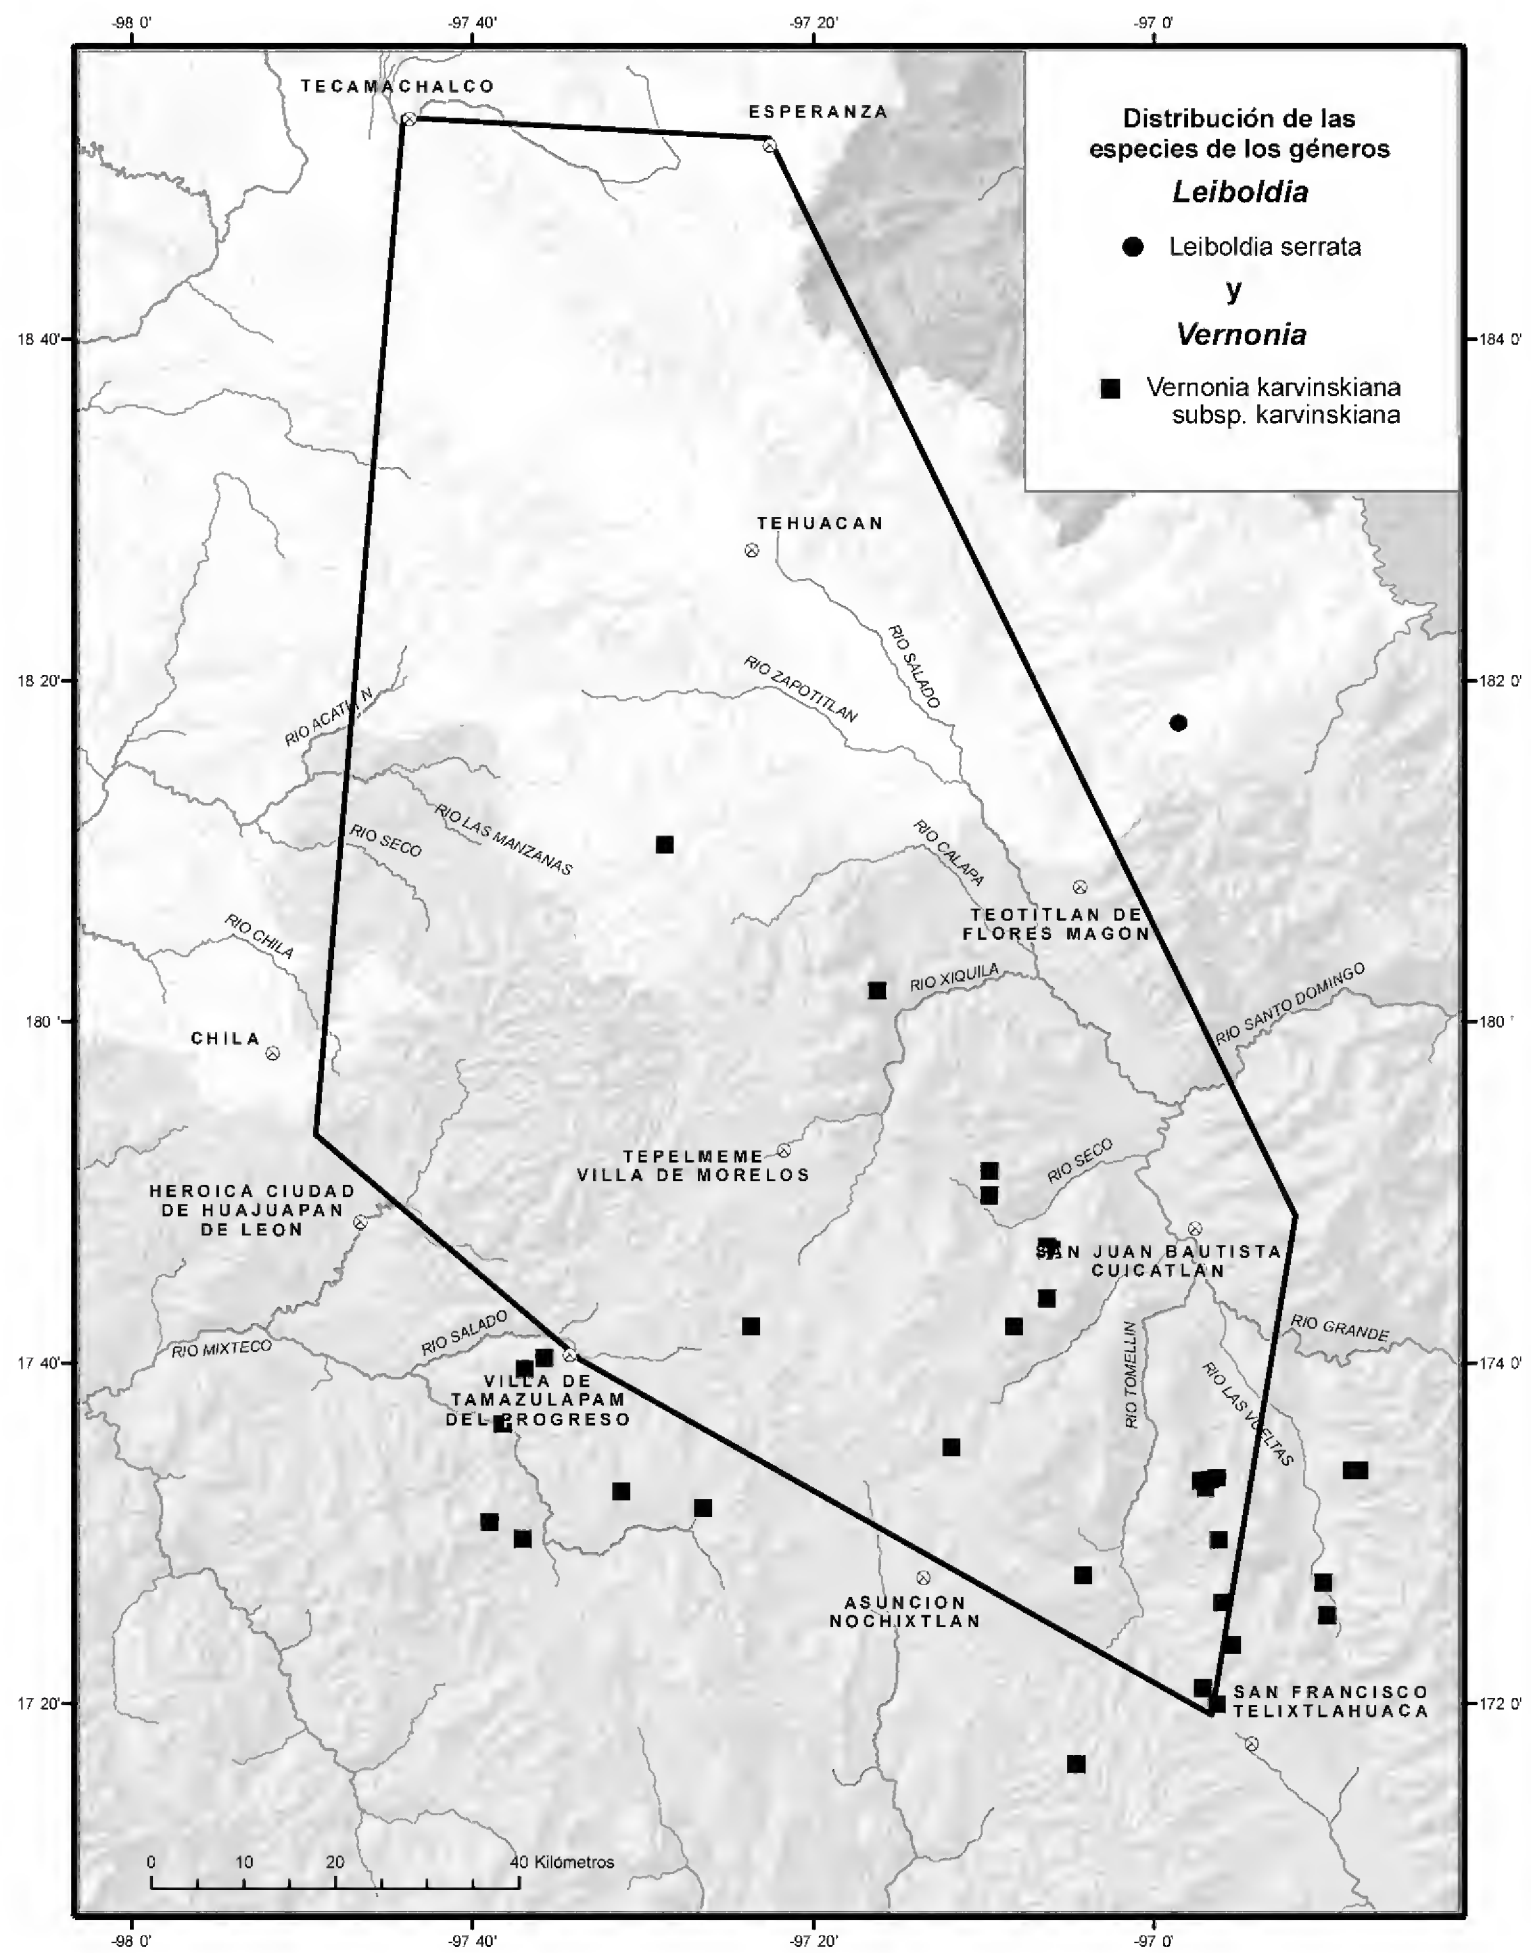 -98 0' -97 40' -97 20' -97 0'
TECAMACHALCO
ESPERANZA
Distribución de las
especies de los géneros
Leiboldia
Leiboldia serrata
y
Vernonia
Vernonia karvinskiana
subsp. karvinskiana
18 40' 184 0'
TEHUACAN
RIO SALADO
RIO ZAPOTITLAN
18 20' 182 0'
RIO LAS MANZANAS
RIO SECO
RIO CALAPA
TEOTITLAN DE
FLORES MAGON
RIO CHILA
RIO XIQUILA
RIO SANTO DOMINGO
180 ' 180 '
CHILA
RIO SECO
TEPELMEME
VILLA DE MORELOS
HEROICA CIUDAD
DE HUAJUAPAN
DE LEON
SAN JUAN BAUTISTA
CUICATLAN
RIO SALADO
RIO MIXTECO
RIO GRANDE
17 40' 174 0'
RIO TOMELLIN
RIO LAS VUELTAS
VILLA DE
TAMAZULAPAM
DEL PROGRESO
ASUNCION
NOCHIXTLAN
SAN FRANCISCO
TELIXTLAHUACA
17 20' 172 0'
0 10 20 40 Kilómetros
-98 0' -97 40' -97 20' -97 0'